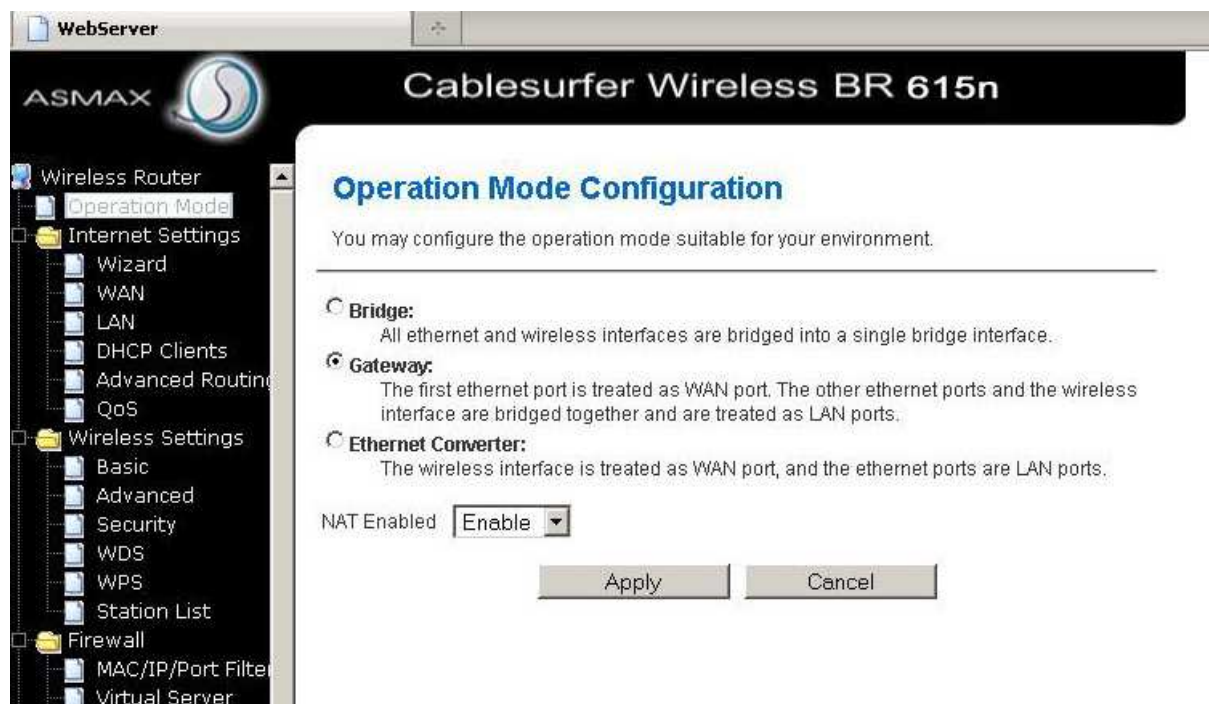 WebServer
ASMAX
Cablesurfer Wireless BR 615n
Wireless Router
Operation Mode
Internet Settings
Wizard
WAN
LAN
DHCP Clients
Advanced Routing
QoS
Wireless Settings
Basic
Advanced
Security
WDS
WPS
Station List
Firewall
MAC/IP/Port Filter
Virtual Server
Operation Mode Configuration
You may configure the operation mode suitable for your environment.
Bridge:
All ethernet and wireless interfaces are bridged into a single bridge interface.
Gateway:
The first ethernet port is treated as WAN port. The other ethernet ports and the wireless
interface are bridged together and are treated as LAN ports.
Ethernet Converter:
The wireless interface is treated as WAN port, and the ethernet ports are LAN ports.
NAT Enabled Enable
Apply Cancel